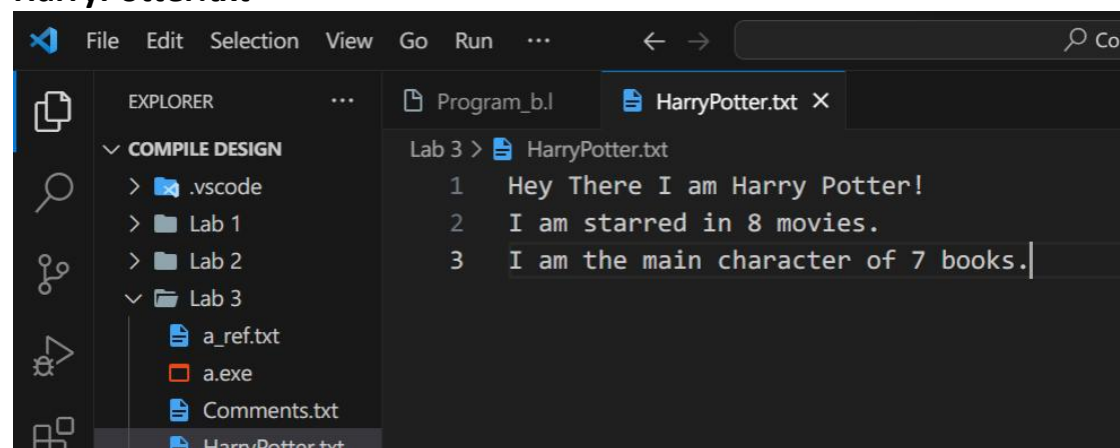 File Edit Selection View Go Run ... ← →
EXPLORER ...
Program_b.l HarryPotter.txt ×
COMPILE DESIGN
Lab 3 > HarryPotter.txt
> .vscode
> Lab 1
> Lab 2
Lab 3
a_ref.txt
a.exe
Comments.txt
HarryPotter.txt
1 Hey There I am Harry Potter!
2 I am starred in 8 movies.
3 I am the main character of 7 books.